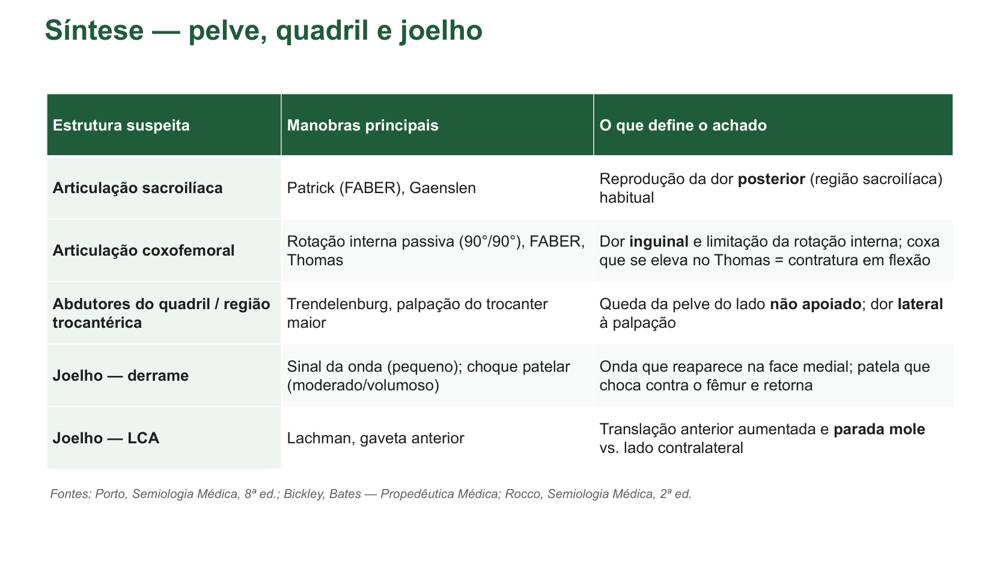 Síntese — pelve, quadril e joelho
Estrutura suspeita
Manobras principais
O que define o achado
Articulação sacroilíaca
Patrick (FABER), Gaenslen
Reprodução da dor posterior (região sacroilíaca)
habitual
Articulação coxofemoral
Rotação interna passiva (90°/90°), FABER,
Thomas
Dor inguinal e limitação da rotação interna; coxa
que se eleva no Thomas = contratura em flexão
Abdutores do quadril / região
trocantérica
Trendelenburg, palpação do trocanter
maior
Queda da pelve do lado não apoiado; dor lateral
à palpação
Joelho — derrame
Sinal da onda (pequeno); choque patelar
(moderado/volumoso)
Onda que reaparece na face medial; patela que
choca contra o fêmur e retorna
Joelho — LCA
Lachman, gaveta anterior
Translação anterior aumentada e parada mole
vs. lado contralateral
Fontes: Porto, Semiologia Médica, 8ª ed.; Bickley, Bates — Propedêutica Médica; Rocco, Semiologia Médica, 2ª ed.